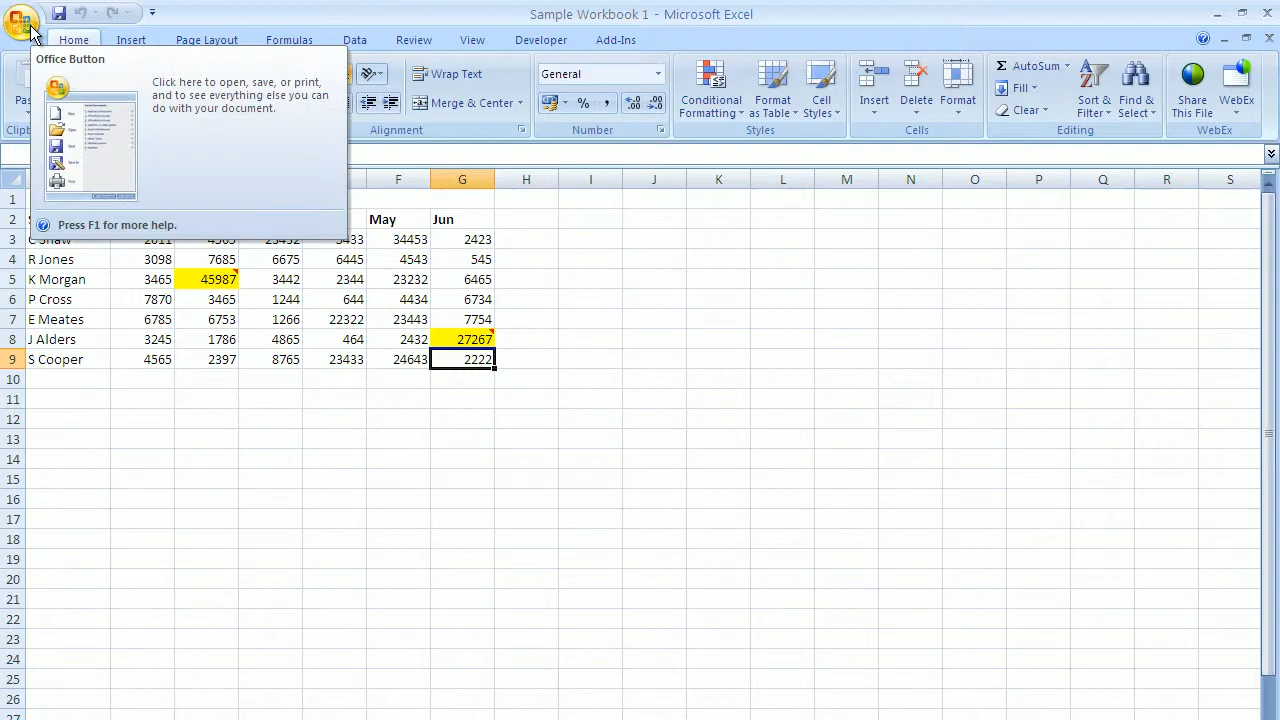 Sample Workbook 1 - Microsoft Excel
Home Insert Page Layout Formulas Data Review View Developer Add-Ins
Office Button
Click here to open, save, or print,
and to see everything else you can
do with your document.
Press F1 for more help.
Wrap Text
Merge & Center
Alignment
General
% ,
Number
Conditional Formatting
Format as Table
Cell Styles
Styles
Insert Delete Format
Cells
Σ AutoSum
Fill
Clear
Sort & Filter
Find & Select
Editing
Share This File
WebEx
WebEx
F G H I J K L M N O P Q R S
1
2 May Jun
3 34453 2423
4 R Jones 3098 7685 6675 6445 4543 545
5 K Morgan 3465 45987 3442 2344 23232 6465
6 P Cross 7870 3465 1244 644 4434 6734
7 E Meates 6785 6753 1266 22322 23443 7754
8 J Alders 3245 1786 4865 464 2432 27267
9 S Cooper 4565 2397 8765 23433 24643 2222
10
11
12
13
14
15
16
17
18
19
20
21
22
23
24
25
26
27